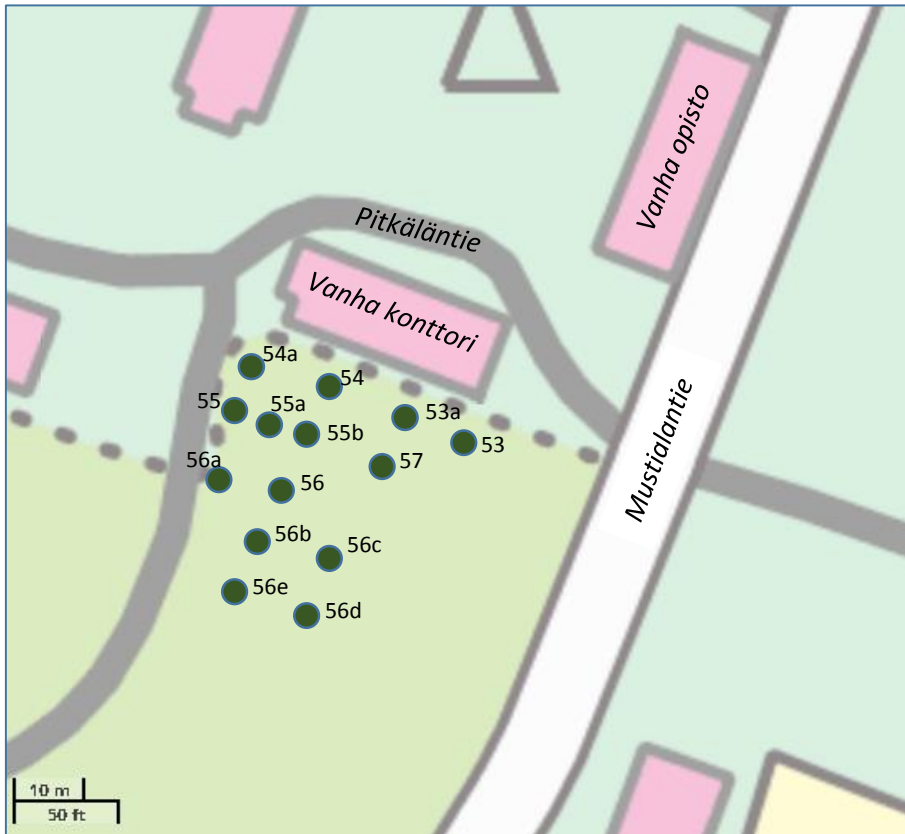 Vanha opisto
Pitkäläntie
Vanha konttori
54a
54
55
55a
53a
55b
53
57
56a
56
56b
56c
56e
56d
Mustialantie
10 m
50 ft